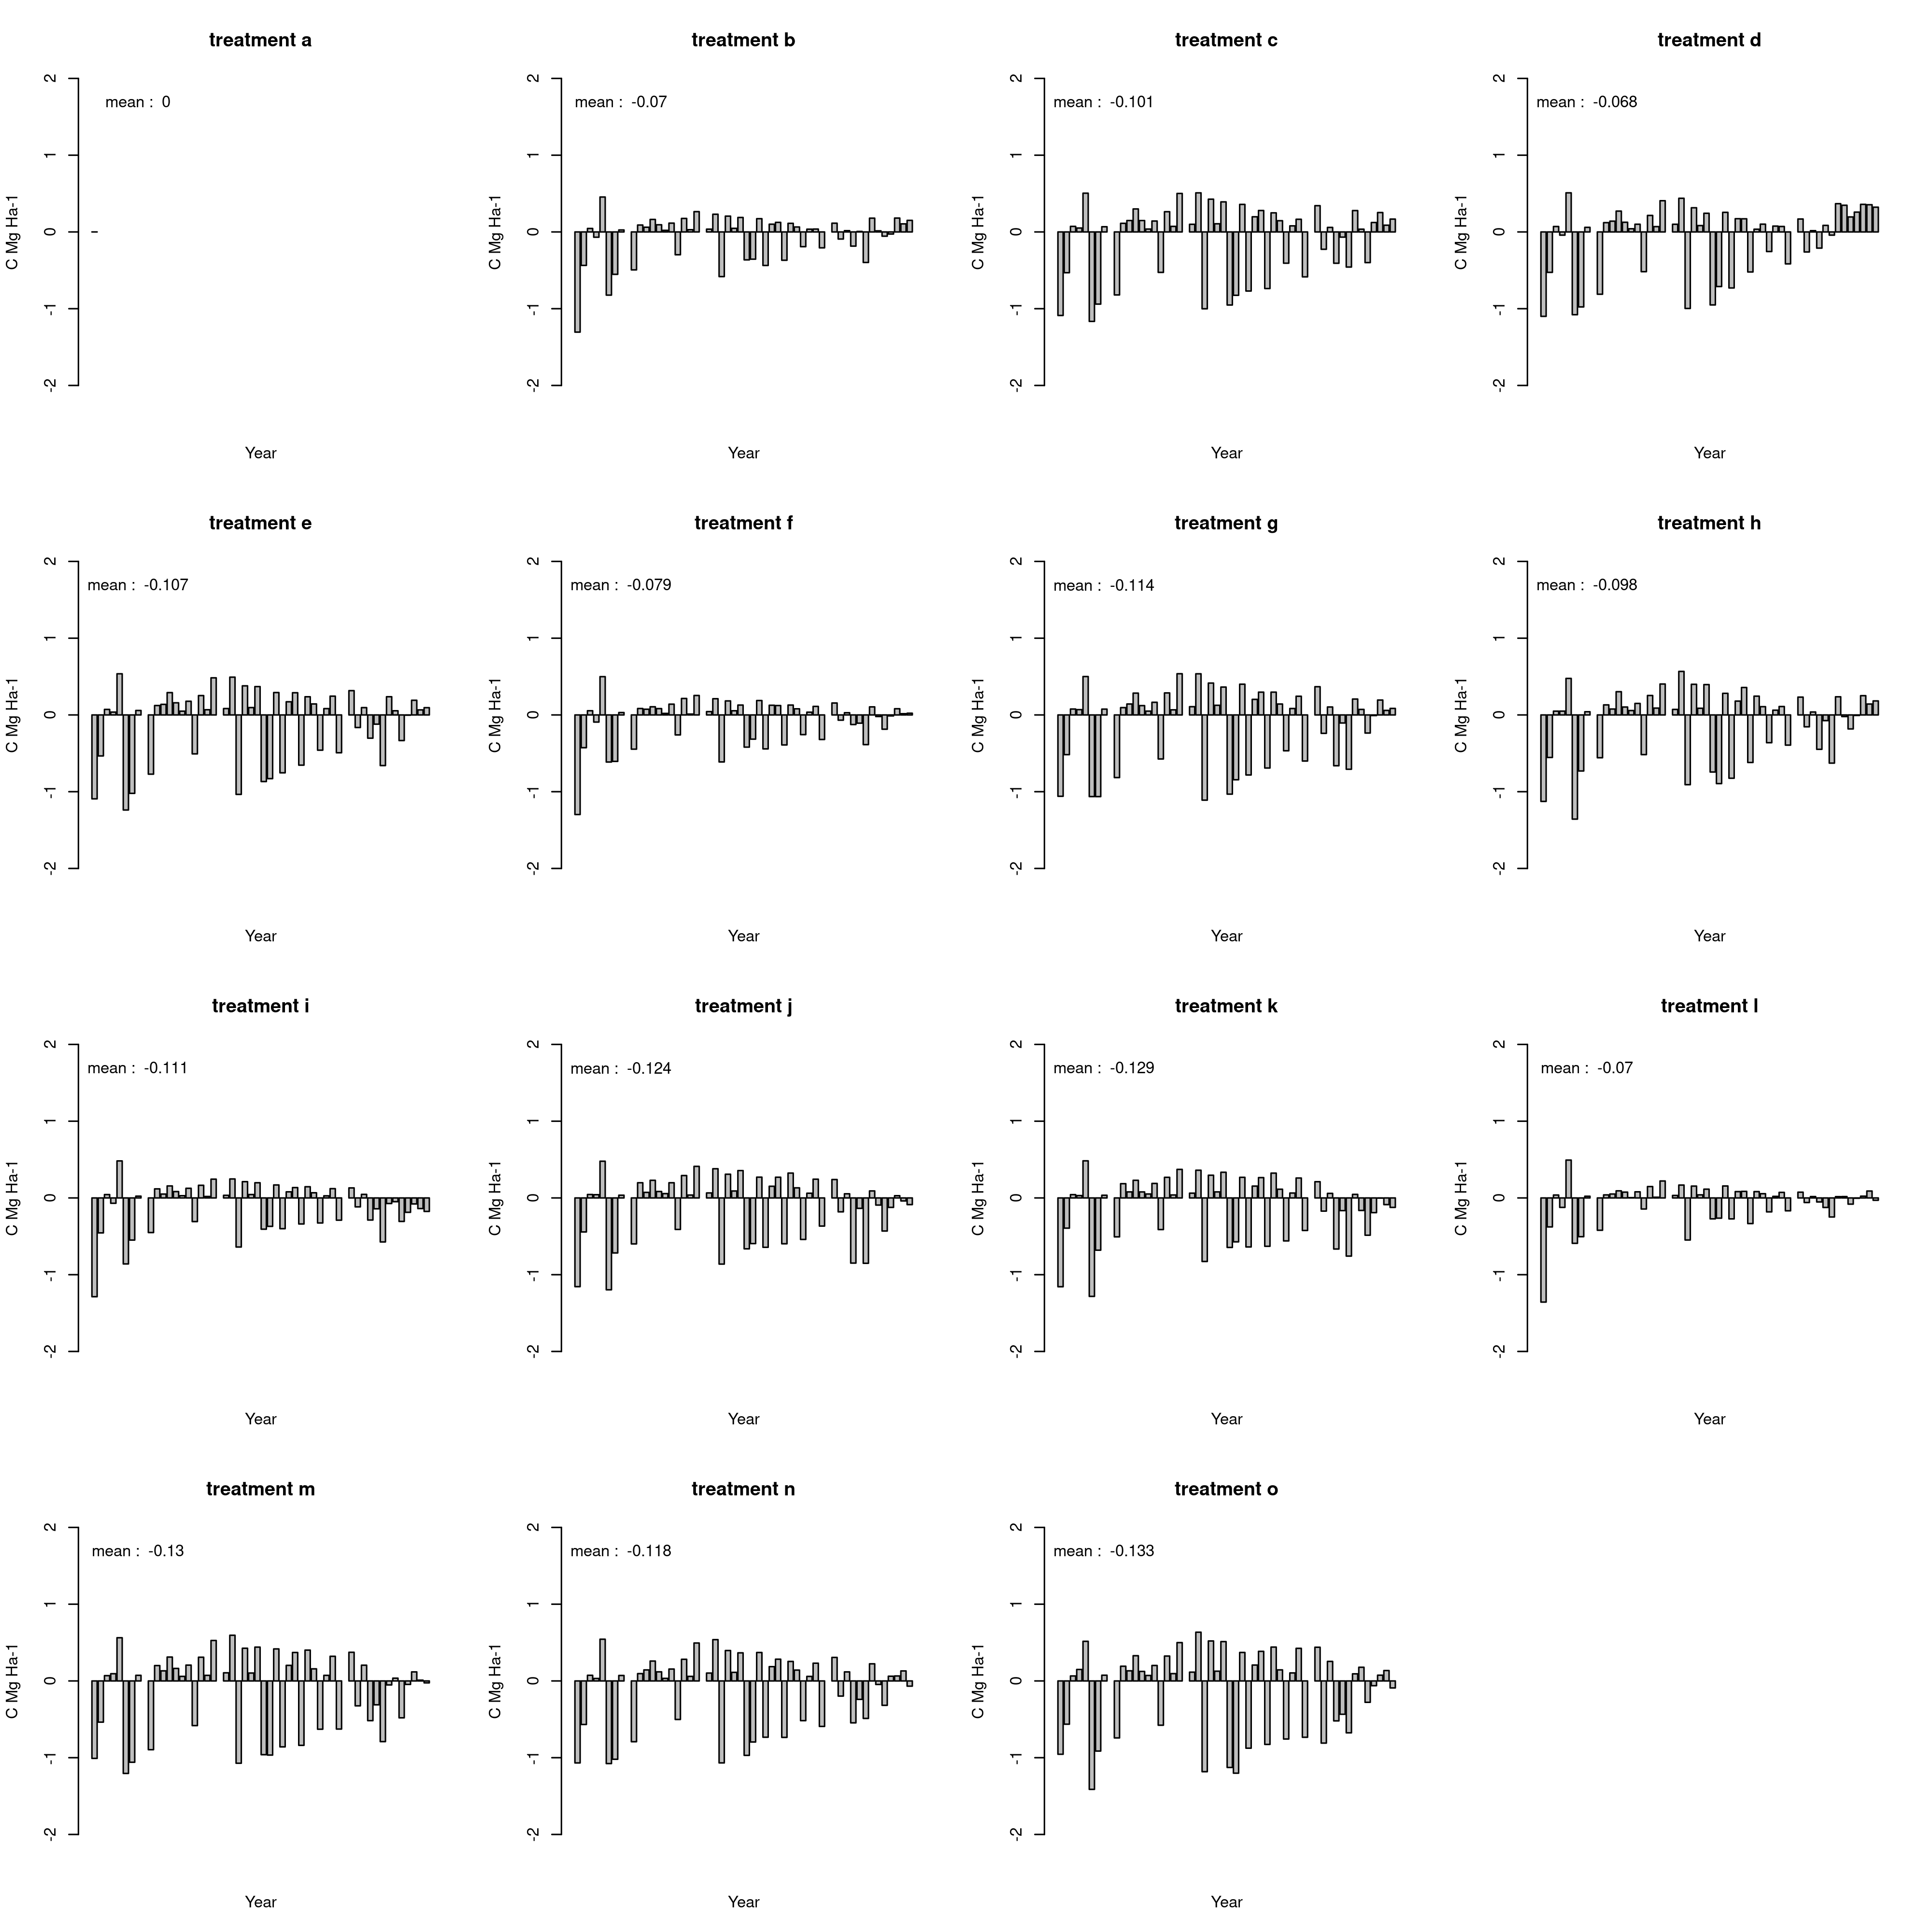 treatment a
mean : 0
C Mg Ha-1
2
1
0
-1
-2
Year
treatment b
mean : -0.07
C Mg Ha-1
2
1
0
-1
-2
Year
treatment c
mean : -0.101
C Mg Ha-1
2
1
0
-1
-2
Year
treatment d
mean : -0.068
C Mg Ha-1
2
1
0
-1
-2
Year
treatment e
mean : -0.107
C Mg Ha-1
2
1
0
-1
-2
Year
treatment f
mean : -0.079
C Mg Ha-1
2
1
0
-1
-2
Year
treatment g
mean : -0.114
C Mg Ha-1
2
1
0
-1
-2
Year
treatment h
mean : -0.098
C Mg Ha-1
2
1
0
-1
-2
Year
treatment i
mean : -0.111
C Mg Ha-1
2
1
0
-1
-2
Year
treatment j
mean : -0.124
C Mg Ha-1
2
1
0
-1
-2
Year
treatment k
mean : -0.129
C Mg Ha-1
2
1
0
-1
-2
Year
treatment l
mean : -0.07
C Mg Ha-1
2
1
0
-1
-2
Year
treatment m
mean : -0.13
C Mg Ha-1
2
1
0
-1
-2
Year
treatment n
mean : -0.118
C Mg Ha-1
2
1
0
-1
-2
Year
treatment o
mean : -0.133
C Mg Ha-1
2
1
0
-1
-2
Year